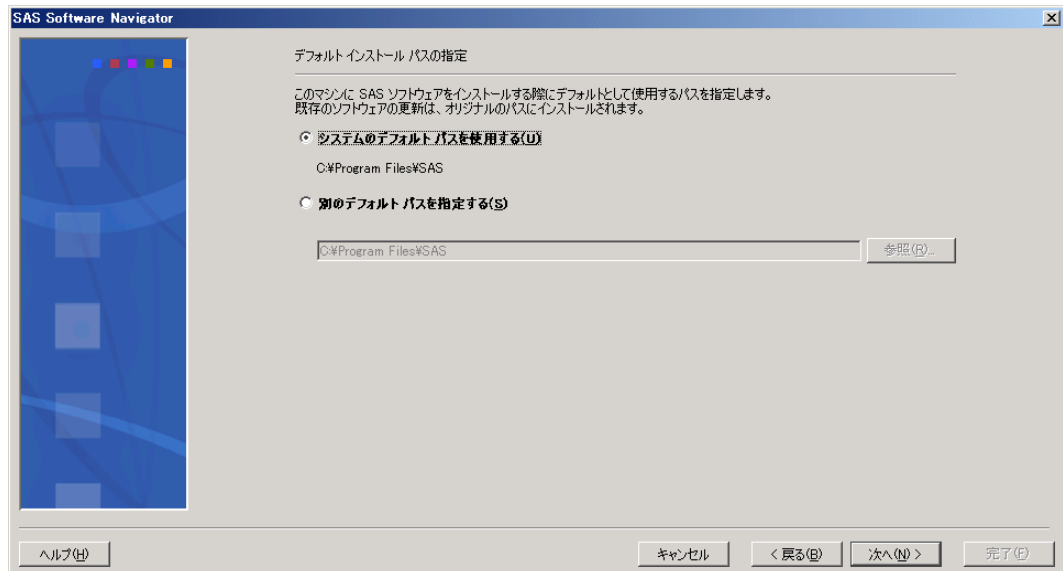 SAS Software Navigator
デフォルト インストール パスの指定
このマシンに SAS ソフトウェアをインストールする際にデフォルトとして使用するパスを指定します。
既存のソフトウェアの更新は、オリジナルのパスにインストールされます。
システムのデフォルト パスを使用する(U)
C:¥Program Files¥SAS
別のデフォルト パスを指定する(S)
C:¥Program Files¥SAS 参照(R)...
ヘルプ(H) キャンセル < 戻る(B) 次へ(N) > 完了(F)